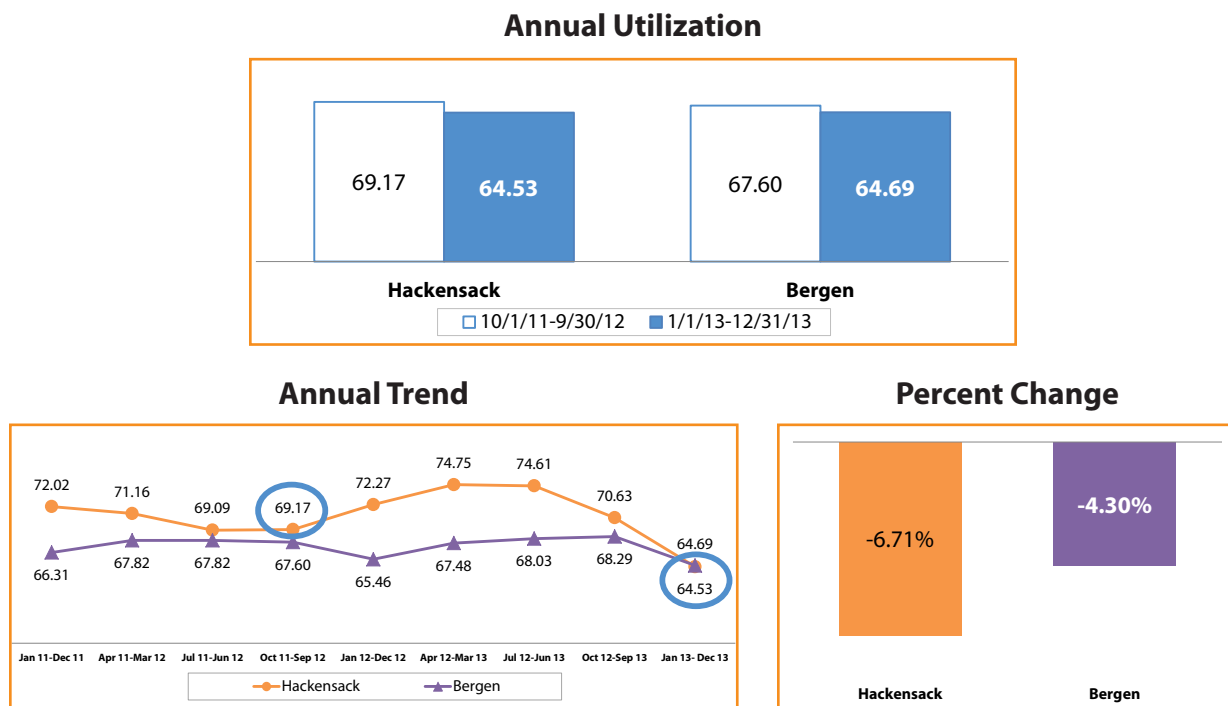 Annual Utilization
69.17 64.53 67.60 64.69
Hackensack Bergen
10/1/11-9/30/12 1/1/13-12/31/13
Annual Trend
72.02 71.16 69.09 69.17 72.27 74.75 74.61 70.63 64.69
66.31 67.82 67.82 67.60 65.46 67.48 68.03 68.29 64.53
Jan 11-Dec 11 Apr 11-Mar 12 Jul 11-Jun 12 Oct 11-Sep 12 Jan 12-Dec 12 Apr 12-Mar 13 Jul 12-Jun 13 Oct 12-Sep 13 Jan 13- Dec 13
Hackensack Bergen
Percent Change
-6.71% -4.30%
Hackensack Bergen